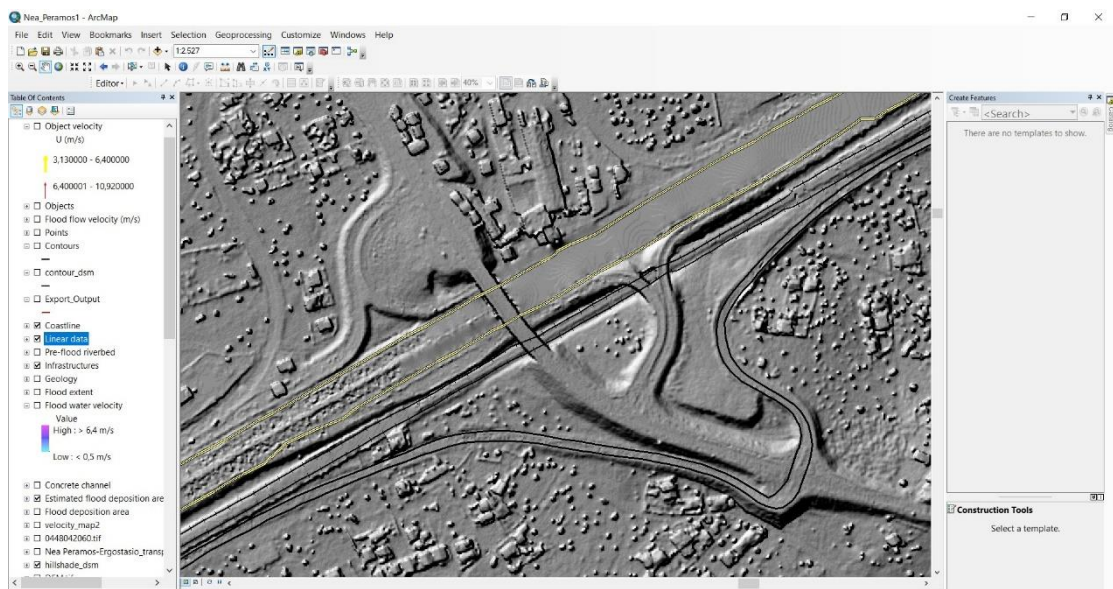 Nea_Peramos1 - ArcMap
File Edit View Bookmarks Insert Selection Geoprocessing Customize Windows Help
1:2.527
Editor
40%
Table Of Contents
Object velocity
U (m/s)
3,130000 - 6,400000
6,400001 - 10,920000
Objects
Flood flow velocity (m/s)
Points
Contours
contour_dsm
Export_Output
Coastline
Linear data
Pre-flood riverbed
Infrastructures
Geology
Flood extent
Flood water velocity
Value
High : > 6,4 m/s
Low : < 0,5 m/s
Concrete channel
Estimated flood deposition are
Flood deposition area
velocity_map2
0448042060.tif
Nea Peramos-Ergostasio_transp
hillshade_dsm
Create Features
<Search>
There are no templates to show.
Catalog
Construction Tools
Select a template.